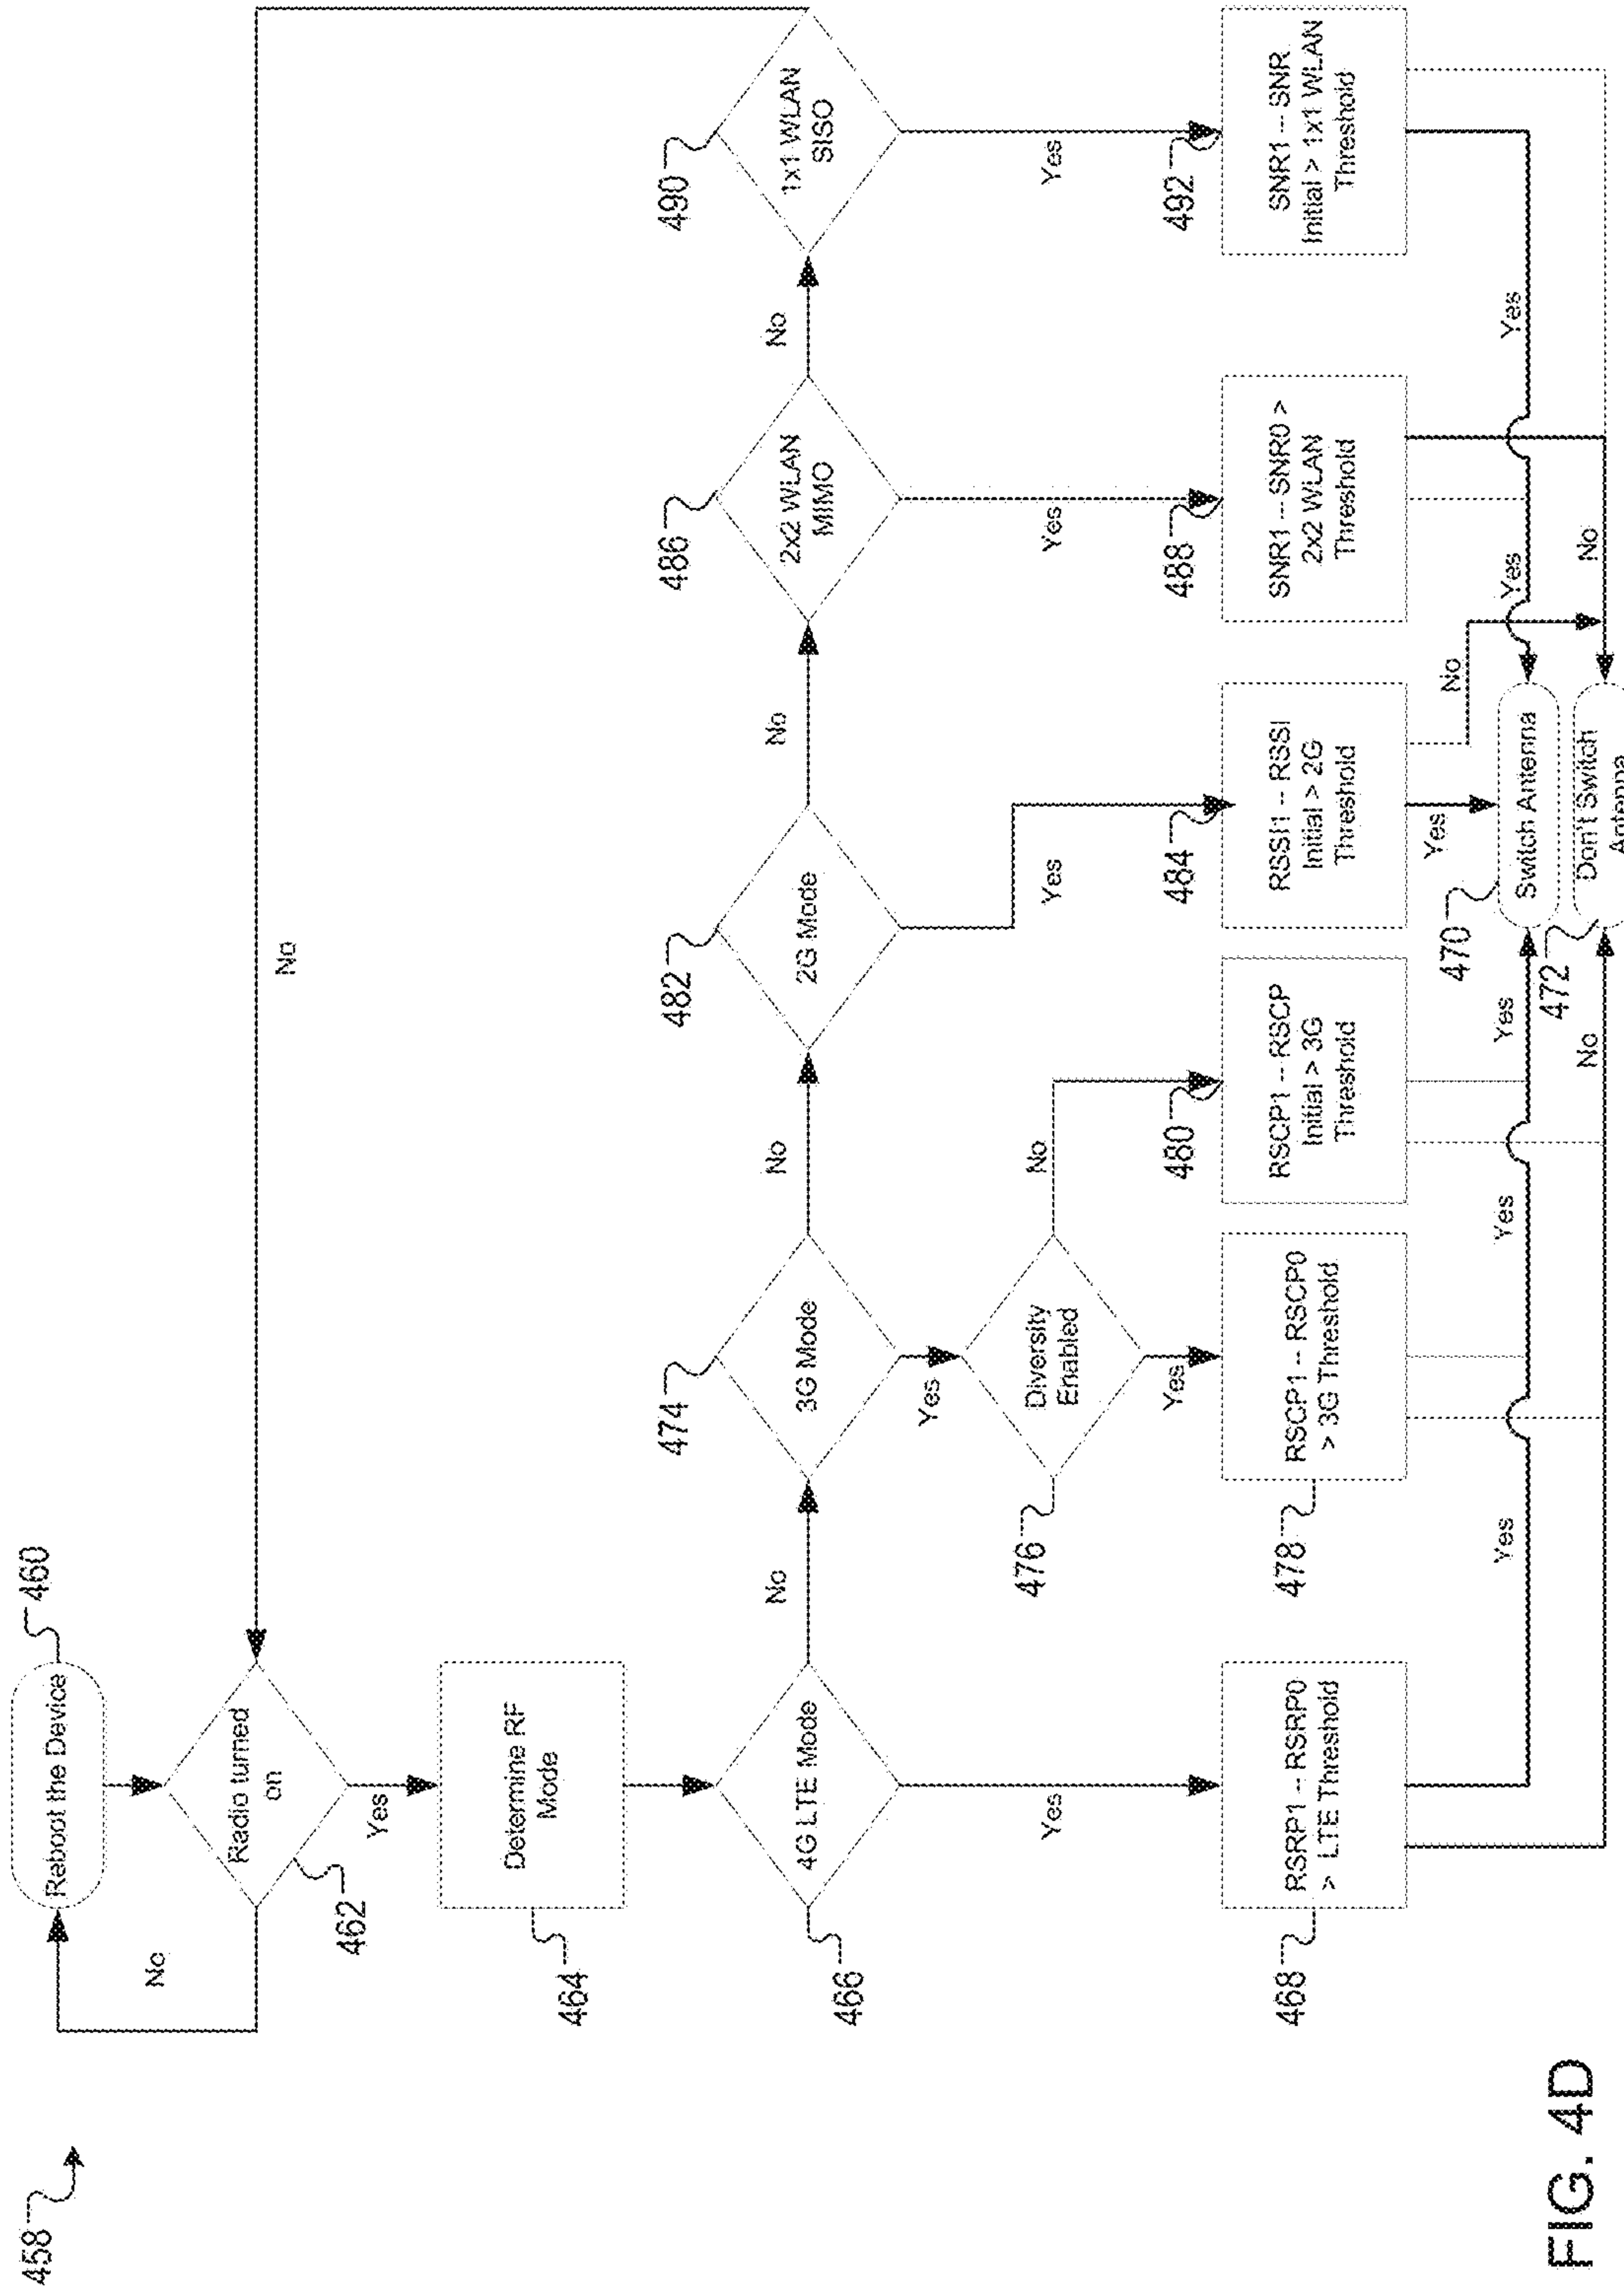 458
460
Reboot the Device
No
Radio turned
on
462
Yes
No
Determine RF
Mode
464
4G LTE Mode
466
No
3G Mode
474
No
2G Mode
482
No
2x2 WLAN
MIMO
486
No
1x1 WLAN
SISO
490
Yes
Yes
Diversity
Enabled
476
No
Yes
Yes
Yes
Yes
468
RSRP1 -- RSRP0
> LTE Threshold
478
RSCP1 -- RSCP0
> 3G Threshold
480
RSCP1 -- RSCP
Initial > 3G
Threshold
484
RSSI1 -- RSSI
Initial > 2G
Threshold
488
SNR1 -- SNR0 >
2x2 WLAN
Threshold
492
SNR1 -- SNR
Initial > 1x1 WLAN
Threshold
Yes
Yes
Yes
470
Yes
No
Yes
Yes
Switch Antenna
No
472
Don't Switch
Antenna
No
FIG. 4D